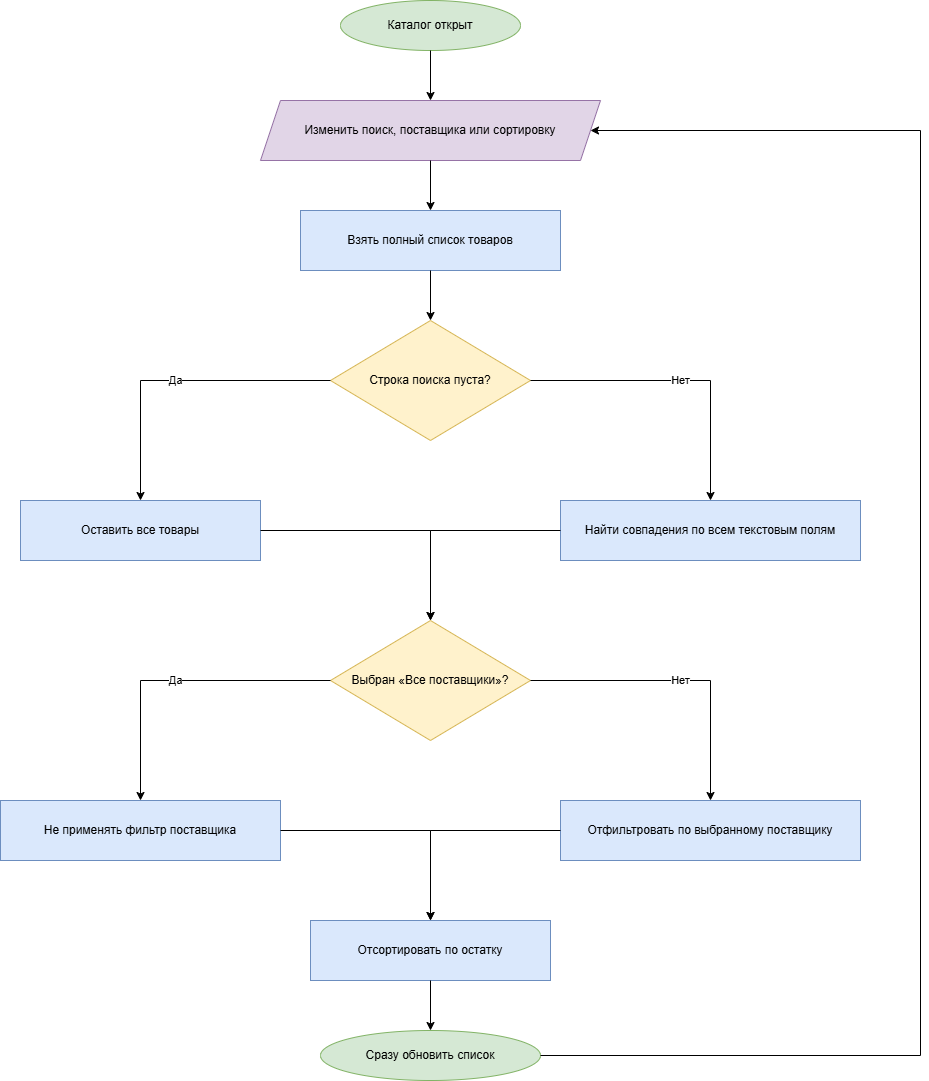 Каталог открыт
Изменить поиск, поставщика или сортировку
Взять полный список товаров
Строка поиска пуста?
Да
Нет
Оставить все товары
Найти совпадения по всем текстовым полям
Выбран «Все поставщики»?
Да
Нет
Не применять фильтр поставщика
Отфильтровать по выбранному поставщику
Отсортировать по остатку
Сразу обновить список